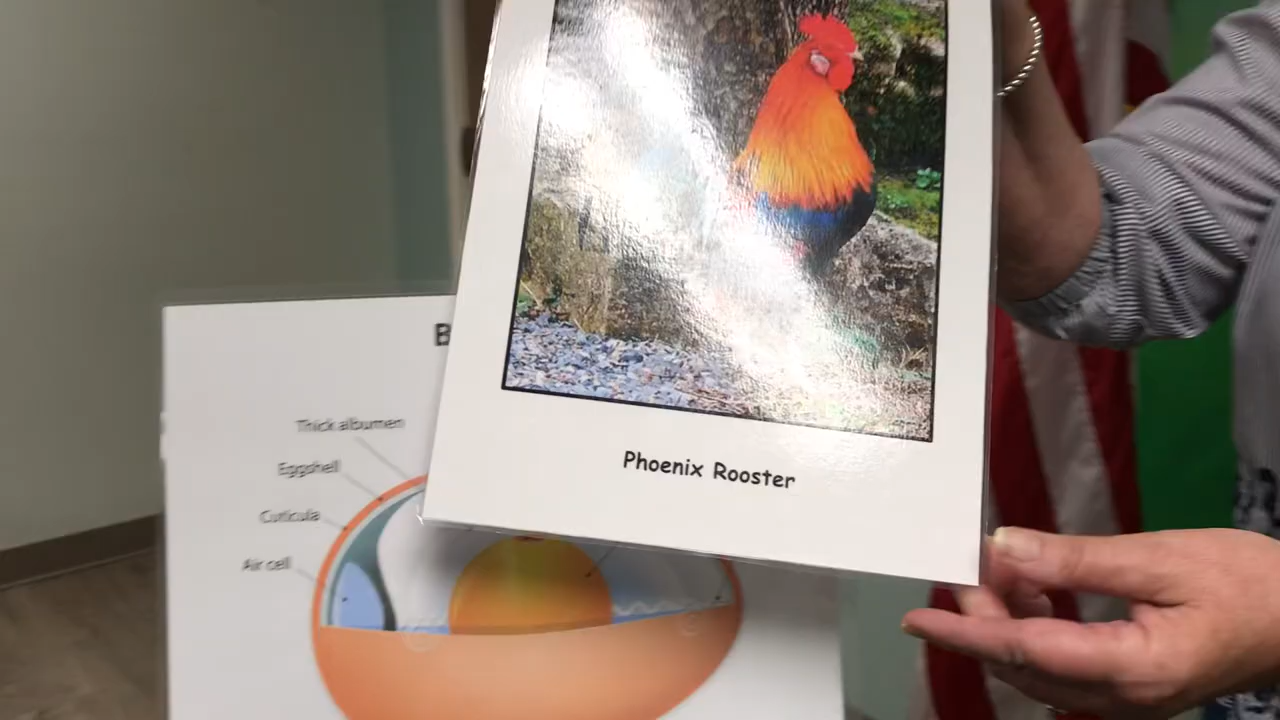 Phoenix Rooster
B
Thick albumen
Eggshell
Cuticula
Air cell